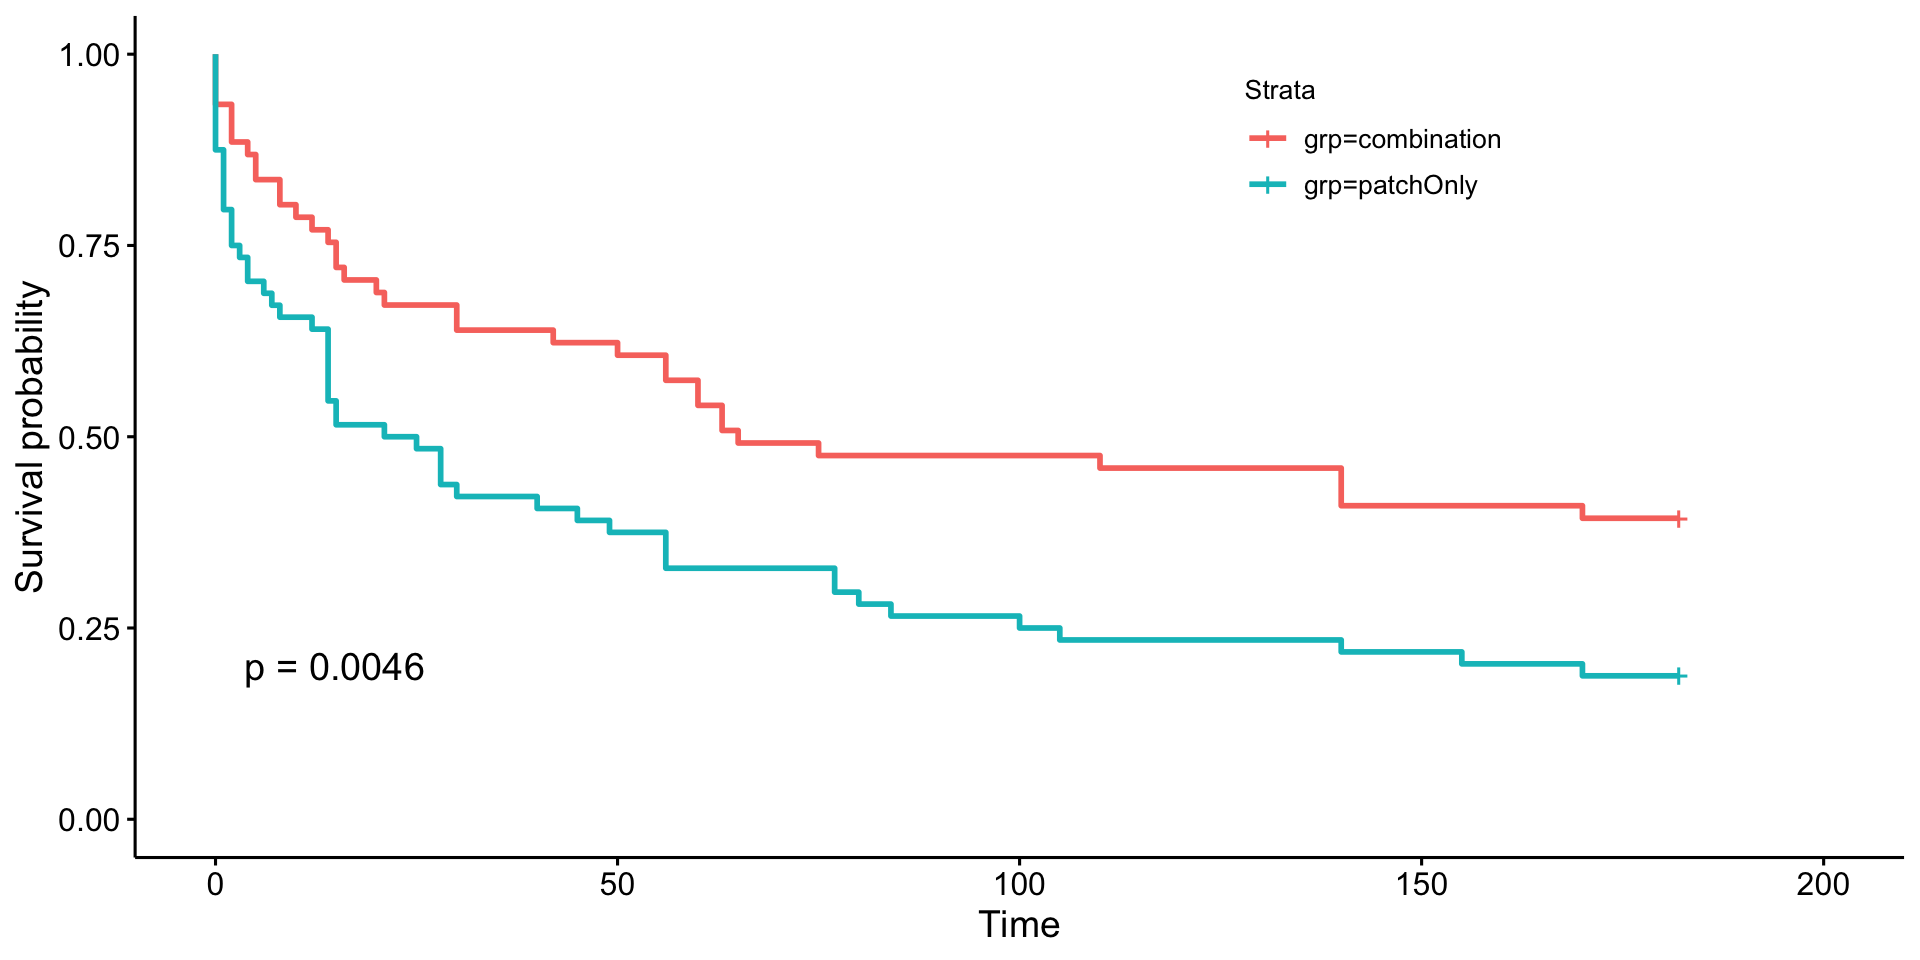 Strata
grp=combination
grp=patchOnly
Survival probability
1.00
0.75
0.50
0.25
0.00
p = 0.0046
0 50 100 150 200
Time